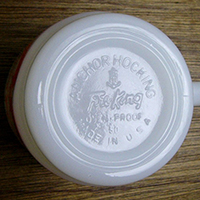 ANCHOR HOCKING
Fire-King
OVEN-PROOF
MADE IN U.S.A.